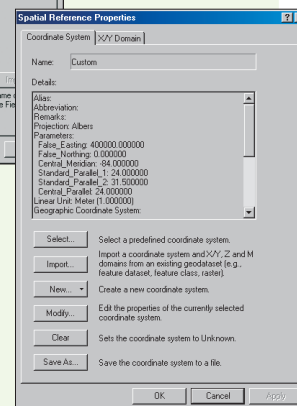 Spatial Reference Properties
?
Coordinate System X/Y Domain
Name: Custom
Details:
Alias:
Abbreviation:
Remarks:
Projection: Albers
Parameters:
False_Easting: 400000.000000
False_Northing: 0.000000
Central_Meridian: -84.000000
Standard_Parallel_1: 24.000000
Standard_Parallel_2: 31.500000
Central_Parallel: 24.000000
Linear Unit: Meter (1.000000)
Geographic Coordinate System:
Select... Select a predefined coordinate system.
Import... Import a coordinate system and X/Y, Z and M
domains from an existing geodataset (e.g.,
feature dataset, feature class, raster).
New... Create a new coordinate system.
Modify... Edit the properties of the currently selected
coordinate system.
Clear Sets the coordinate system to Unknown.
Save As... Save the coordinate system to a file.
OK Cancel Apply